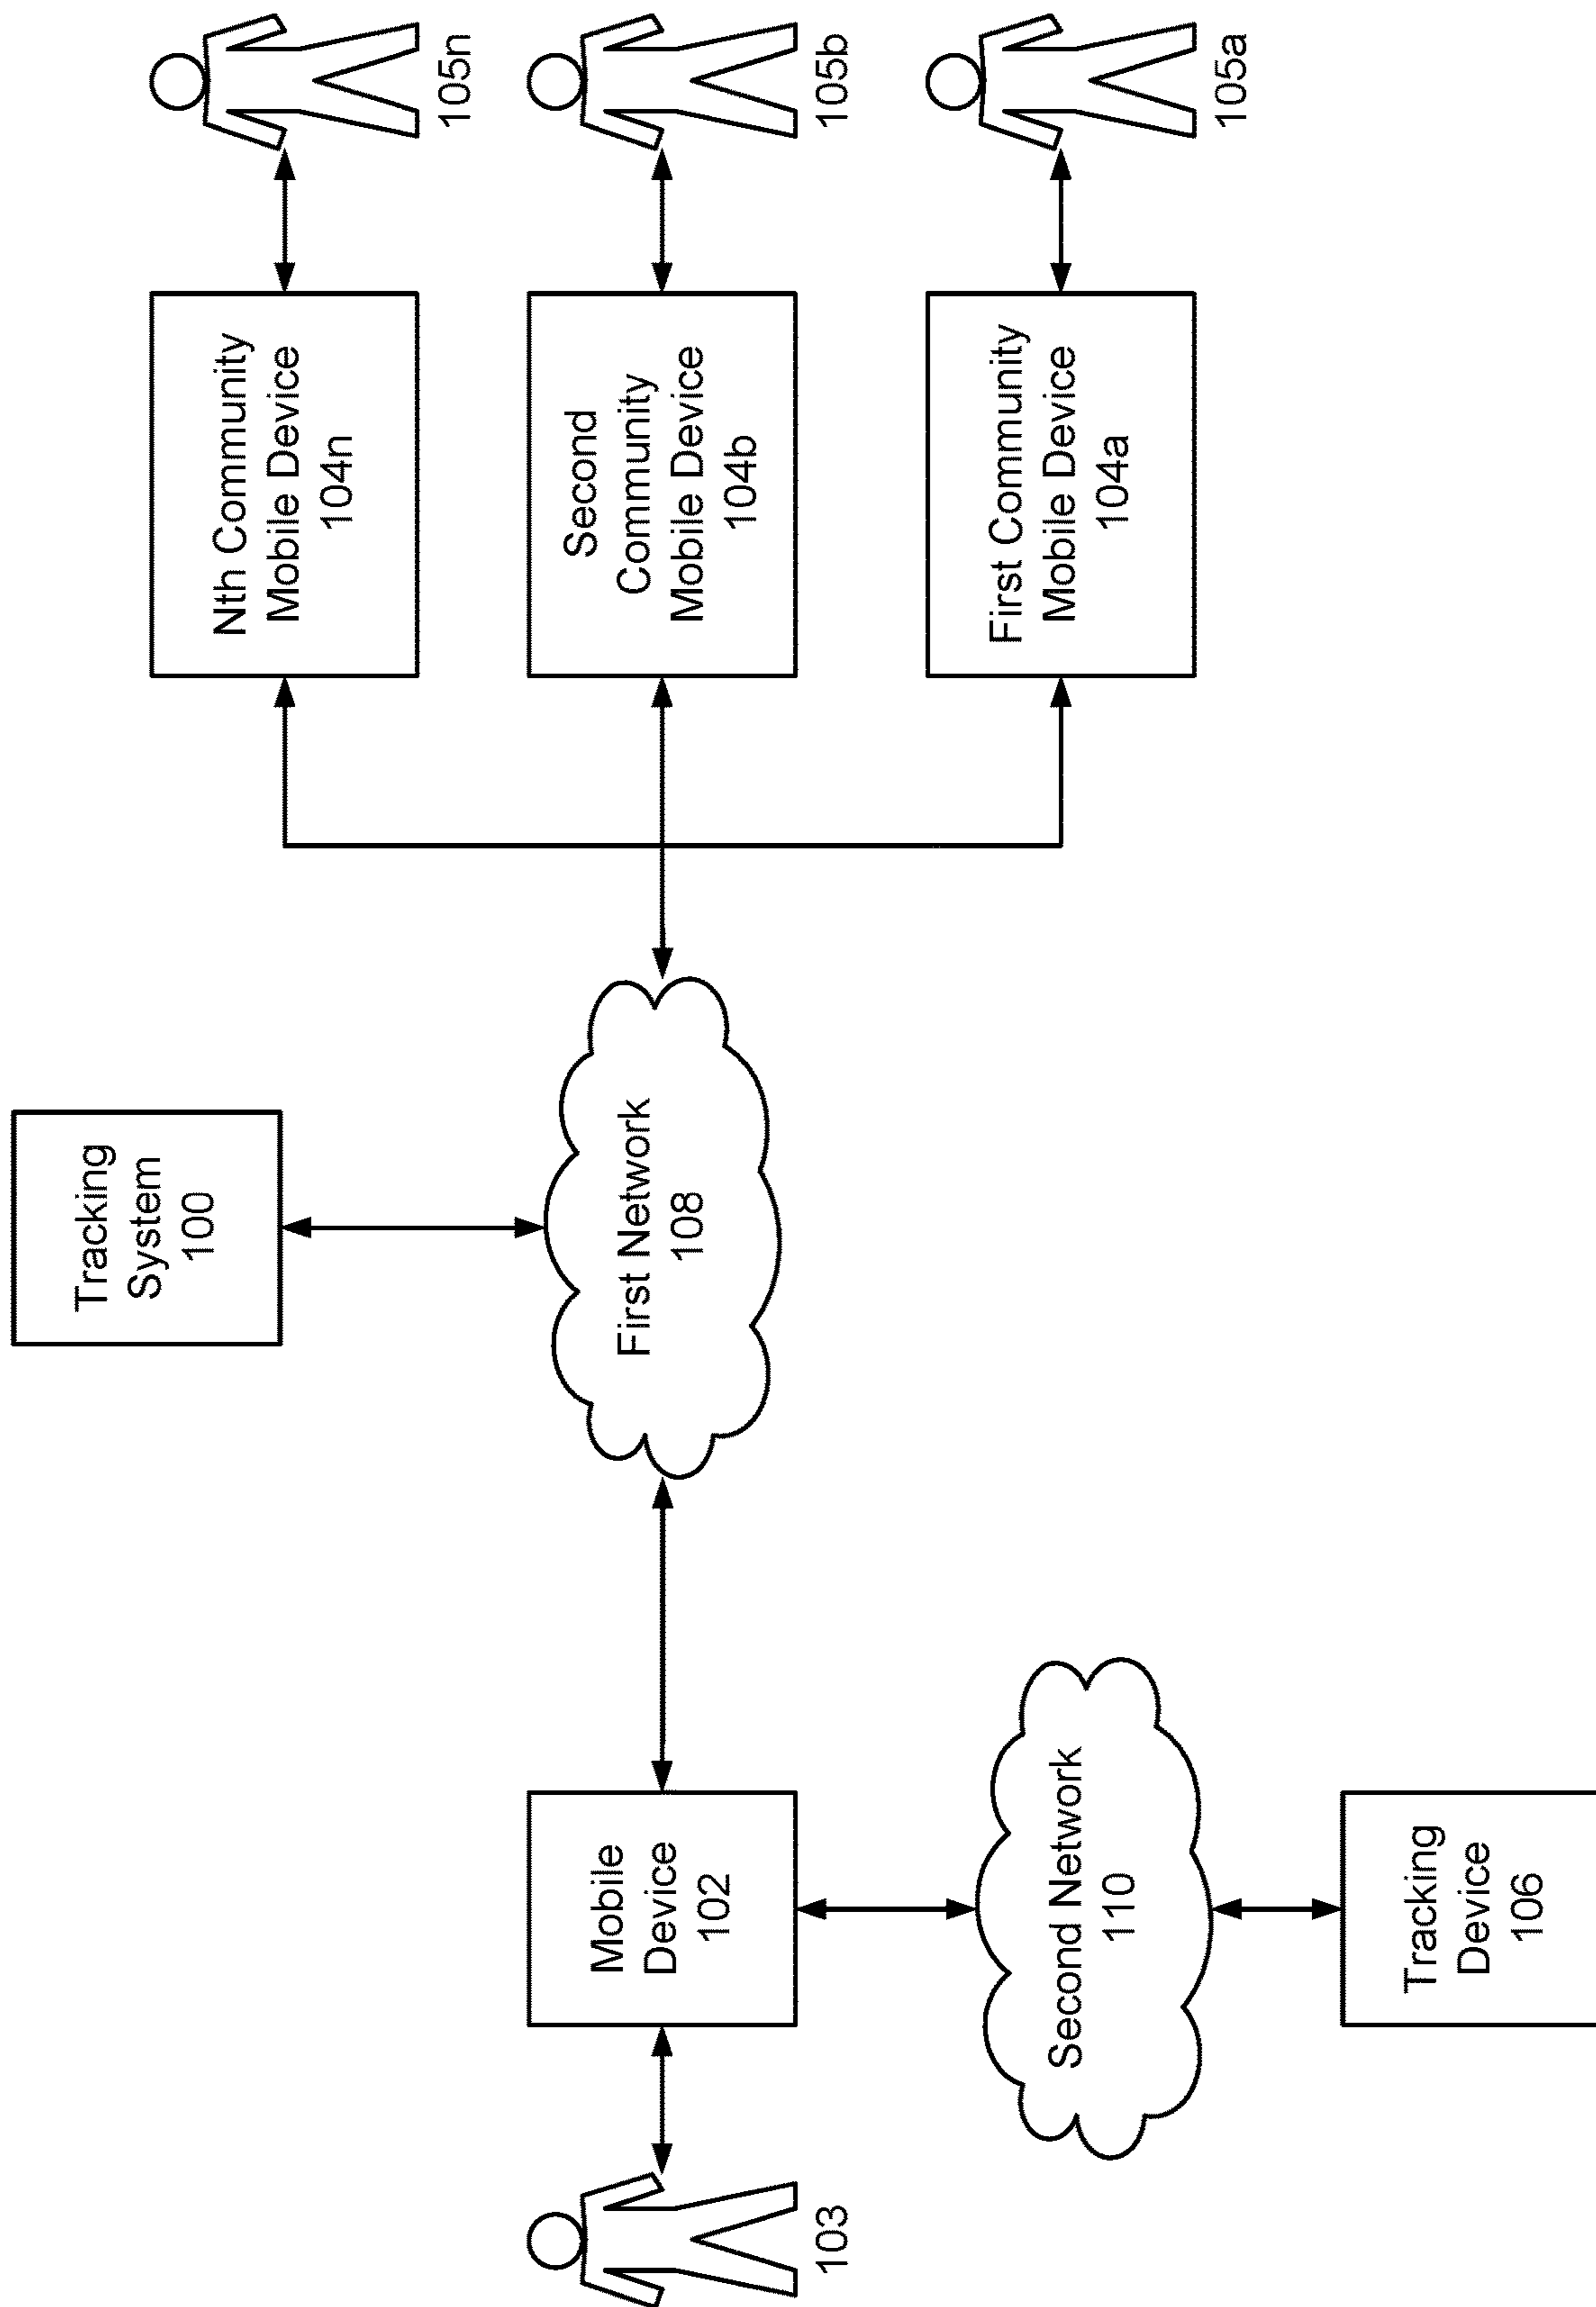 Tracking
System
100
Nth Community
Mobile Device
104n
105n
103
Mobile
Device
102
First Network
108
Second
Community
Mobile Device
104b
105b
Second Network
110
First Community
Mobile Device
104a
105a
Tracking
Device
106